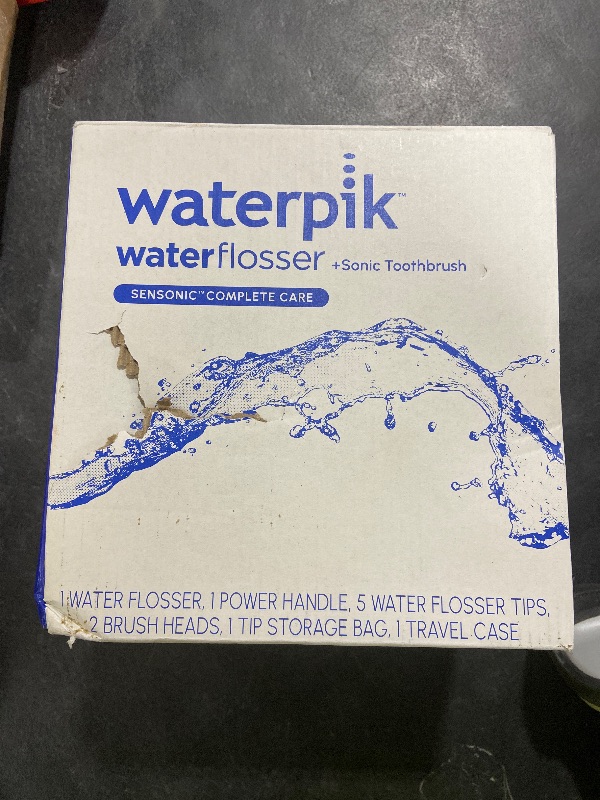 waterpik™
waterflosser +Sonic Toothbrush
SENSONIC™ COMPLETE CARE
1 WATER FLOSSER, 1 POWER HANDLE, 5 WATER FLOSSER TIPS,
2 BRUSH HEADS, 1 TIP STORAGE BAG, 1 TRAVEL CASE